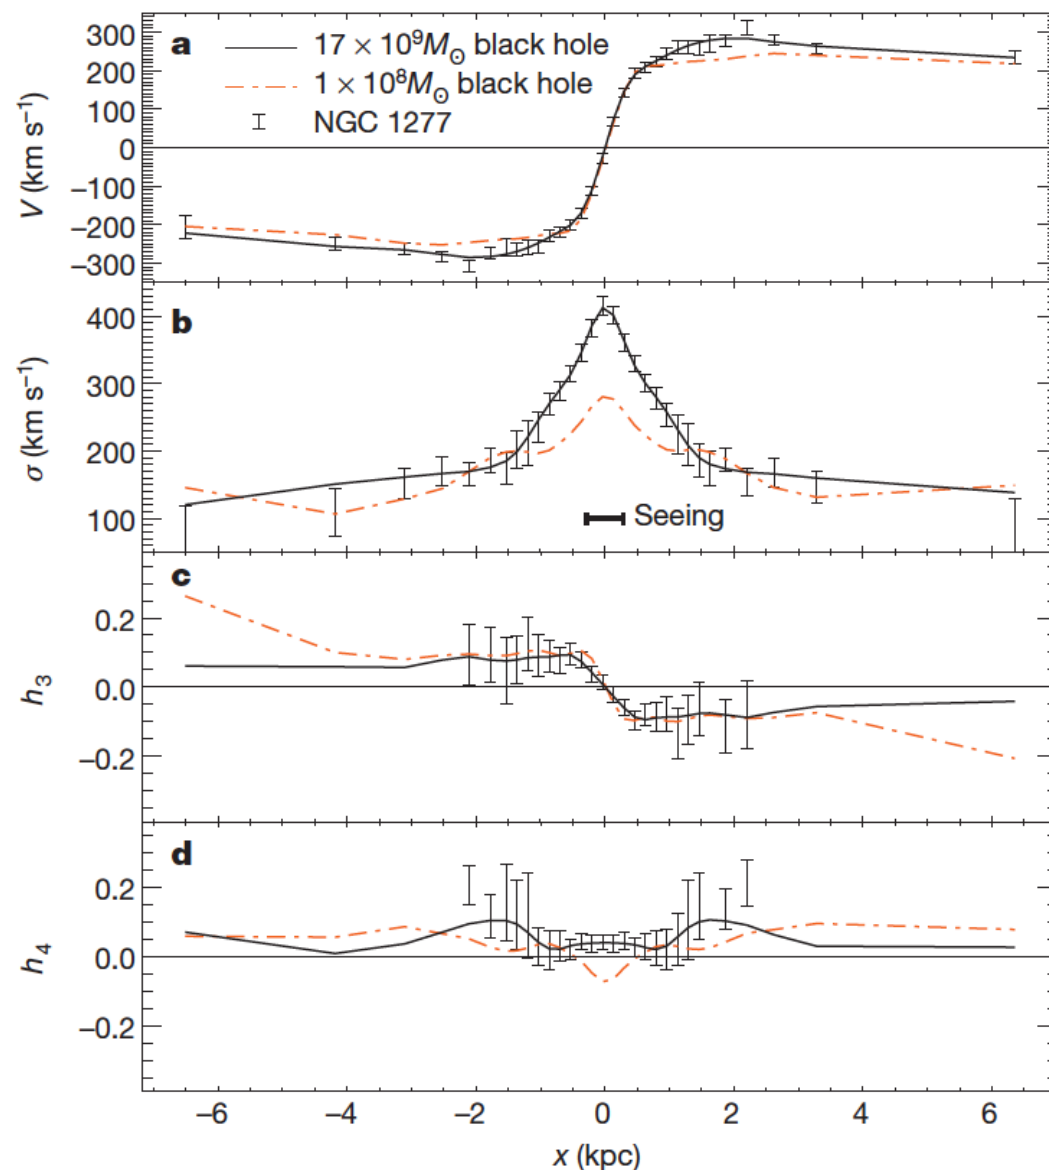 a
17 × 10⁹M☉ black hole
1 × 10⁸M☉ black hole
NGC 1277
300
200
100
0
−100
−200
−300
V (km s⁻¹)
b
400
300
200
100
σ (km s⁻¹)
Seeing
c
0.2
0.0
−0.2
h₃
d
0.2
0.0
−0.2
h₄
−6 −4 −2 0 2 4 6
x (kpc)